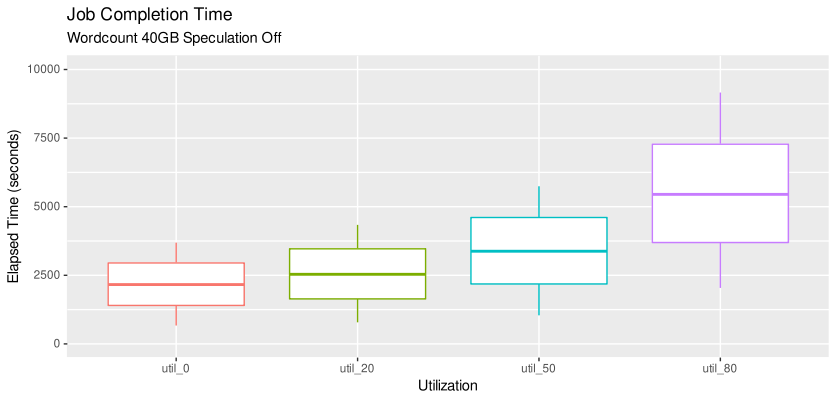 Job Completion Time
Wordcount 40GB Speculation Off
Elapsed Time (seconds)
10000
7500
5000
2500
0
util_0
util_20
util_50
util_80
Utilization